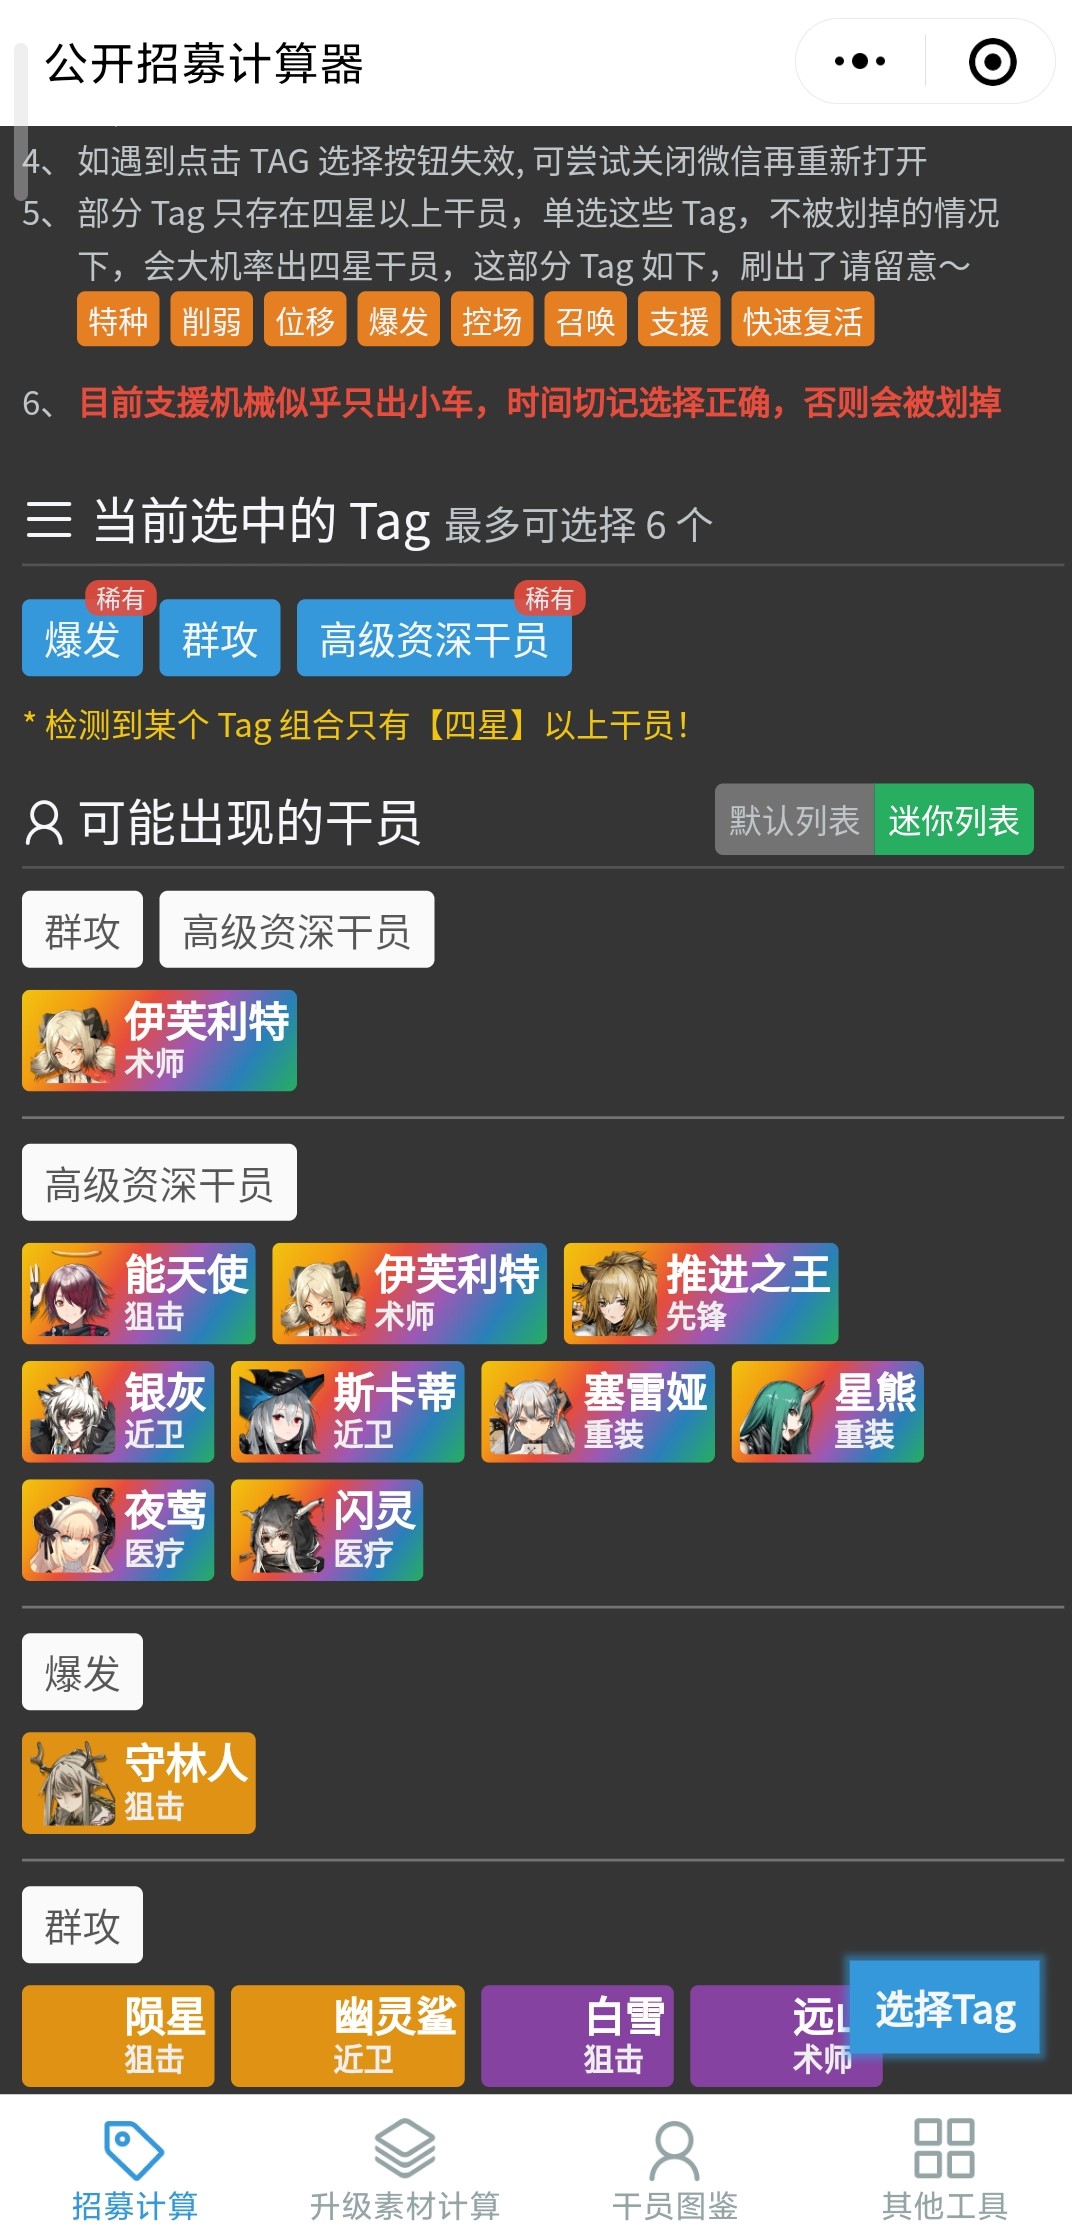 公开招募计算器
4、 如遇到点击 TAG 选择按钮失效, 可尝试关闭微信再重新打开
5、 部分 Tag 只存在四星以上干员，单选这些 Tag，不被划掉的情况
下，会大机率出四星干员，这部分 Tag 如下，刷出了请留意～
特种 削弱 位移 爆发 控场 召唤 支援 快速复活
6、 目前支援机械似乎只出小车，时间切记选择正确，否则会被划掉
当前选中的 Tag 最多可选择 6 个
稀有 稀有
爆发 群攻 高级资深干员
* 检测到某个 Tag 组合只有【四星】以上干员！
可能出现的干员 默认列表 迷你列表
群攻 高级资深干员
伊芙利特
术师
高级资深干员
能天使 伊芙利特 推进之王
狙击 术师 先锋
银灰 斯卡蒂 塞雷娅 星熊
近卫 近卫 重装 重装
夜莺 闪灵
医疗 医疗
爆发
守林人
狙击
群攻
陨星 幽灵鲨 白雪 远
狙击 近卫 狙击 术师
选择Tag
招募计算 升级素材计算 干员图鉴 其他工具